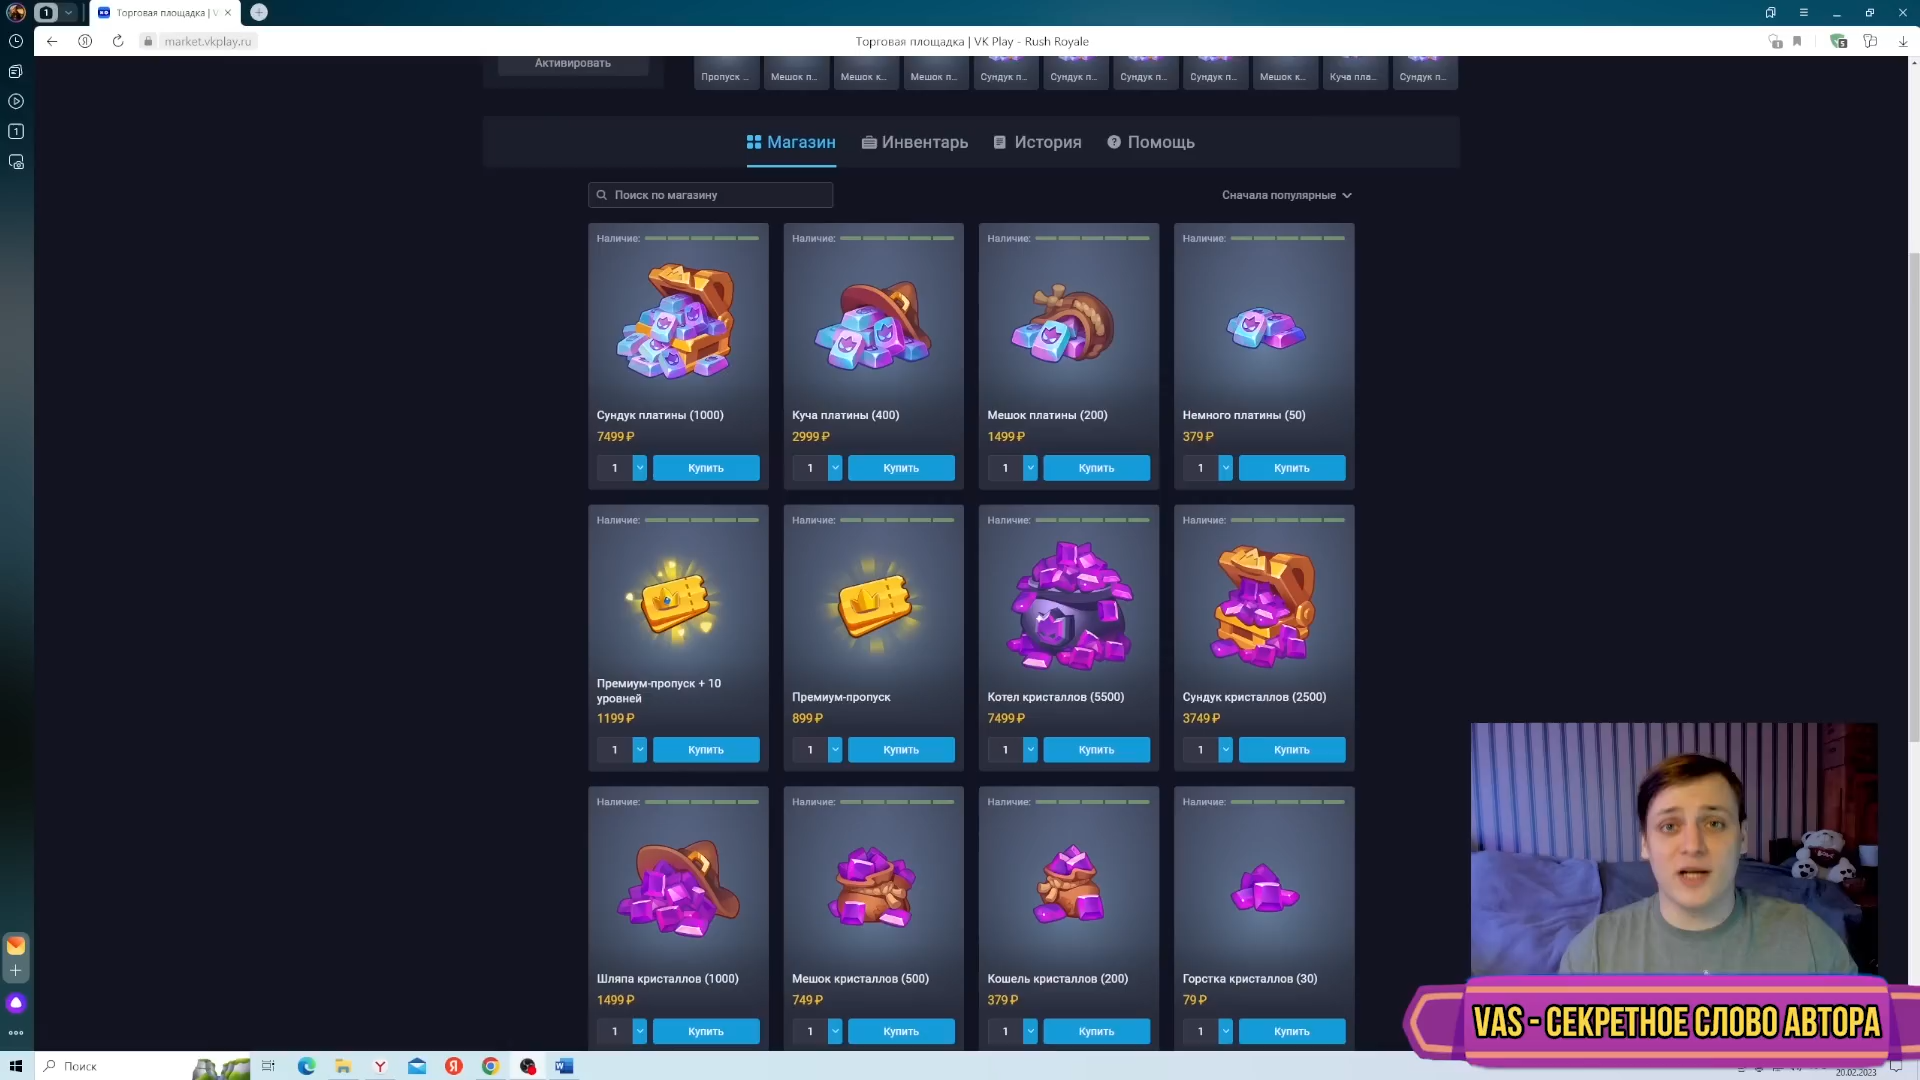 1
Торговая площадка | V
market.vkplay.ru
Торговая площадка | VK Play - Rush Royale
Активировать
Пропуск ...
Мешок п...
Мешок к...
Мешок п...
Сундук п...
Сундук п...
Сундук п...
Сундук п...
Мешок к...
Куча пла...
Сундук п...
Магазин
Инвентарь
История
Помощь
Поиск по магазину
Сначала популярные
Наличие:
Наличие:
Наличие:
Наличие:
Сундук платины (1000)
Куча платины (400)
Мешок платины (200)
Немного платины (50)
7499 ₽
2999 ₽
1499 ₽
379 ₽
1 Купить
1 Купить
1 Купить
1 Купить
Наличие:
Наличие:
Наличие:
Наличие:
Премиум-пропуск + 10
уровней
Премиум-пропуск
Котел кристаллов (5500)
Сундук кристаллов (2500)
1199 ₽
899 ₽
7499 ₽
3749 ₽
1 Купить
1 Купить
1 Купить
1 Купить
Наличие:
Наличие:
Наличие:
Наличие:
Шляпа кристаллов (1000)
Мешок кристаллов (500)
Кошель кристаллов (200)
Горстка кристаллов (30)
1499 ₽
749 ₽
379 ₽
79 ₽
1 Купить
1 Купить
1 Купить
1 Купить
VAS - СЕКРЕТНОЕ СЛОВО АВТОРА
Поиск
20.02.2023